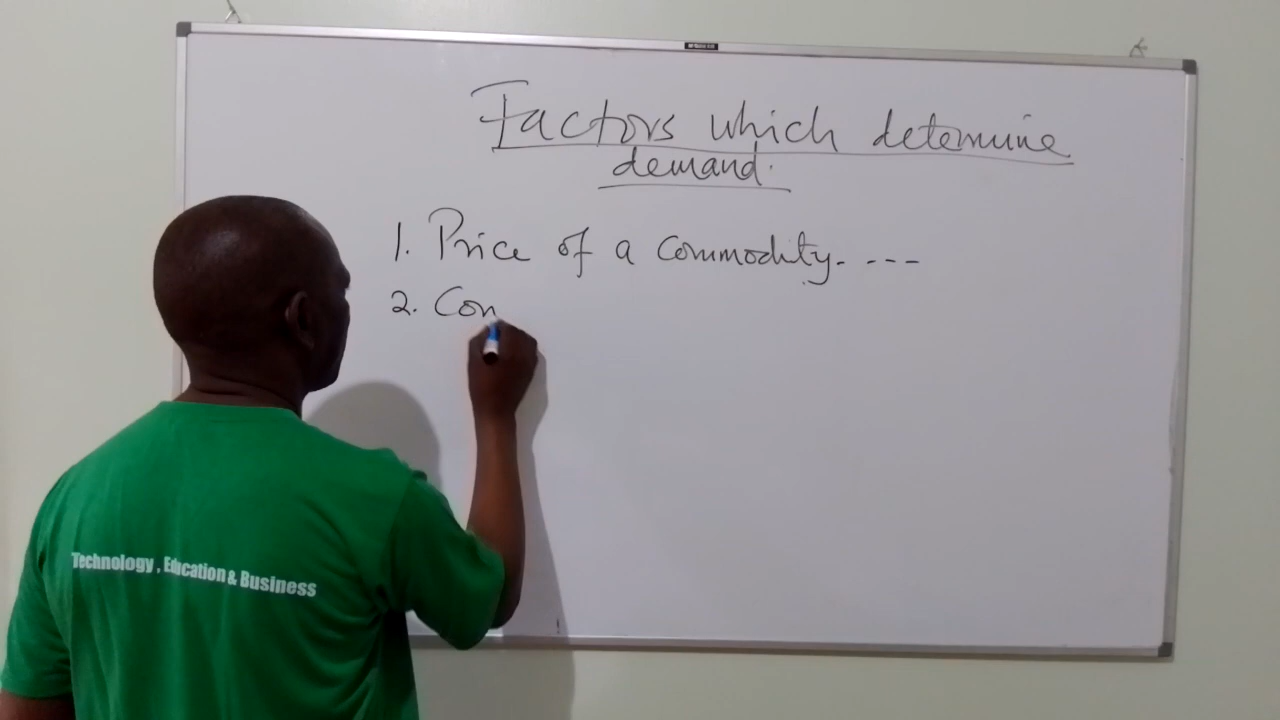 Factors which determine
demand.
1. Price of a commodity. ---
2. Con
Technology , Education & Business